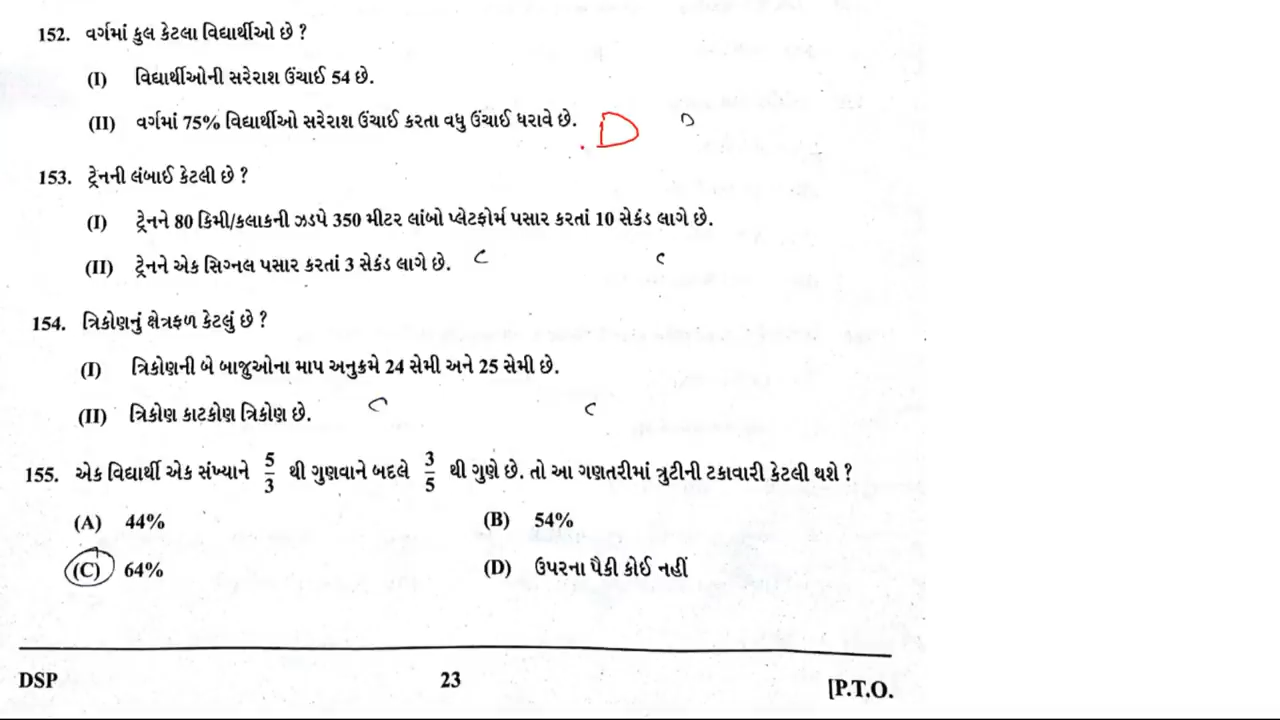 152. વર્ગમાં કુલ કેટલા વિદ્યાર્થીઓ છે ?
(I) વિદ્યાર્થીઓની સરેરાશ ઉંચાઈ 54 છે.
(II) વર્ગમાં 75% વિદ્યાર્થીઓ સરેરાશ ઉંચાઈ કરતા વધુ ઉંચાઈ ધરાવે છે. D D
153. ટ્રેનની લંબાઈ કેટલી છે ?
(I) ટ્રેનને 80 કિમી/કલાકની ઝડપે 350 મીટર લાંબો પ્લેટફોર્મ પસાર કરતાં 10 સેકંડ લાગે છે.
(II) ટ્રેનને એક સિગ્નલ પસાર કરતાં 3 સેકંડ લાગે છે. C C
154. ત્રિકોણનું ક્ષેત્રફળ કેટલું છે ?
(I) ત્રિકોણની બે બાજુઓના માપ અનુક્રમે 24 સેમી અને 25 સેમી છે.
(II) ત્રિકોણ કાટકોણ ત્રિકોણ છે. C C
155. એક વિદ્યાર્થી એક સંખ્યાને 5/3 થી ગુણવાને બદલે 3/5 થી ગુણે છે. તો આ ગણતરીમાં ત્રુટીની ટકાવારી કેટલી થશે ?
(A) 44% (B) 54%
(C) 64% (D) ઉપરના પૈકી કોઈ નહીં
DSP 23 [P.T.O.